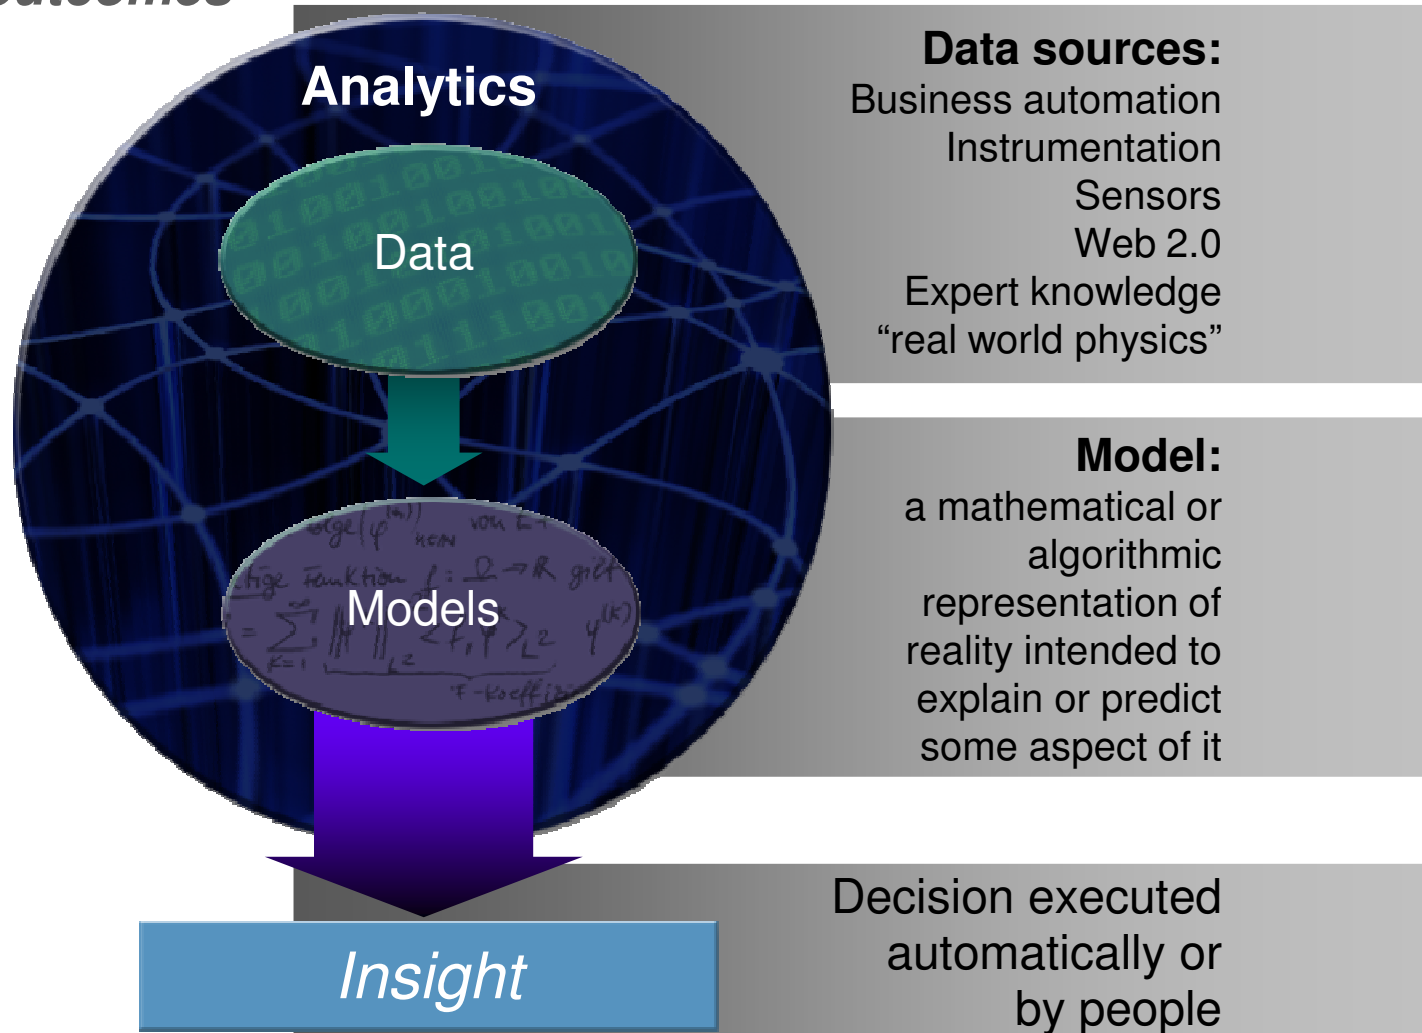 outcomes
Analytics
Data
Models
Insight
Data sources:
Business automation
Instrumentation
Sensors
Web 2.0
Expert knowledge
“real world physics”
Model:
a mathematical or
algorithmic
representation of
reality intended to
explain or predict
some aspect of it
Decision executed
automatically or
by people